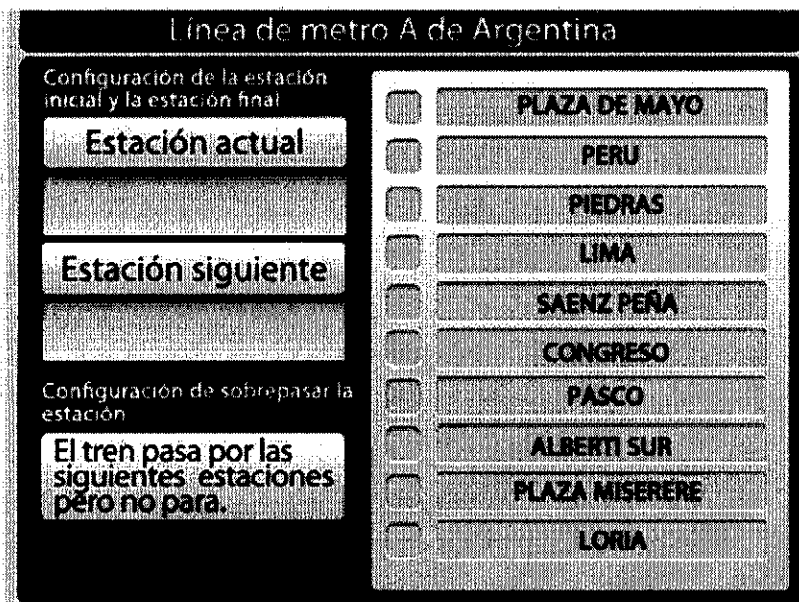 Línea de metro A de Argentina
Configuración de la estación
inicial y la estación final
Estación actual
Estación siguiente
Configuración de sobrepasar la
estación
El tren pasa por las
siguientes estaciones
pero no para.
PLAZA DE MAYO
PERU
PIEDRAS
LIMA
SAENZ PEÑA
CONGRESO
PASCO
ALBERTI SUR
PLAZA MISERERE
LORIA